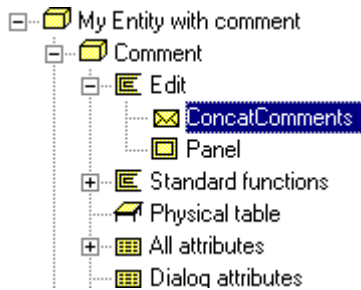 My Entity with comment
Comment
Edit
ConcatComments
Panel
Standard functions
Physical table
All attributes
Dialog attributes